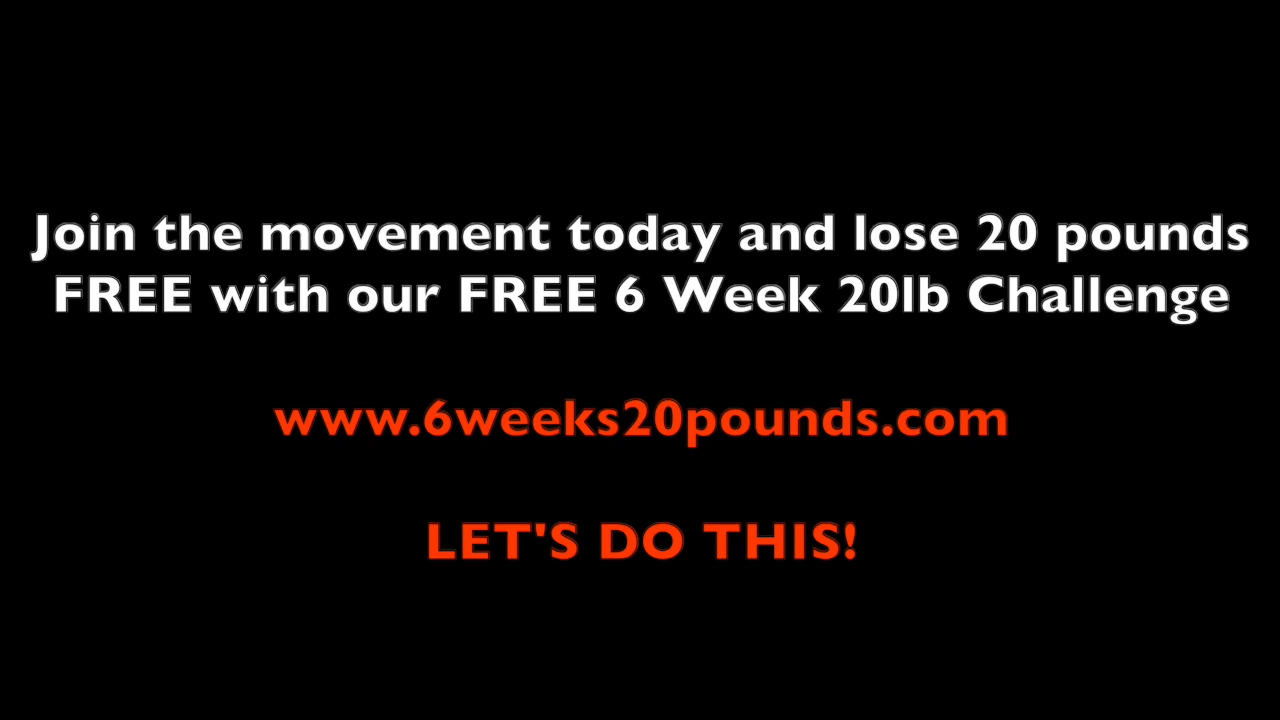 Join the movement today and lose 20 pounds
FREE with our FREE 6 Week 20lb Challenge
www.6weeks20pounds.com
LET'S DO THIS!